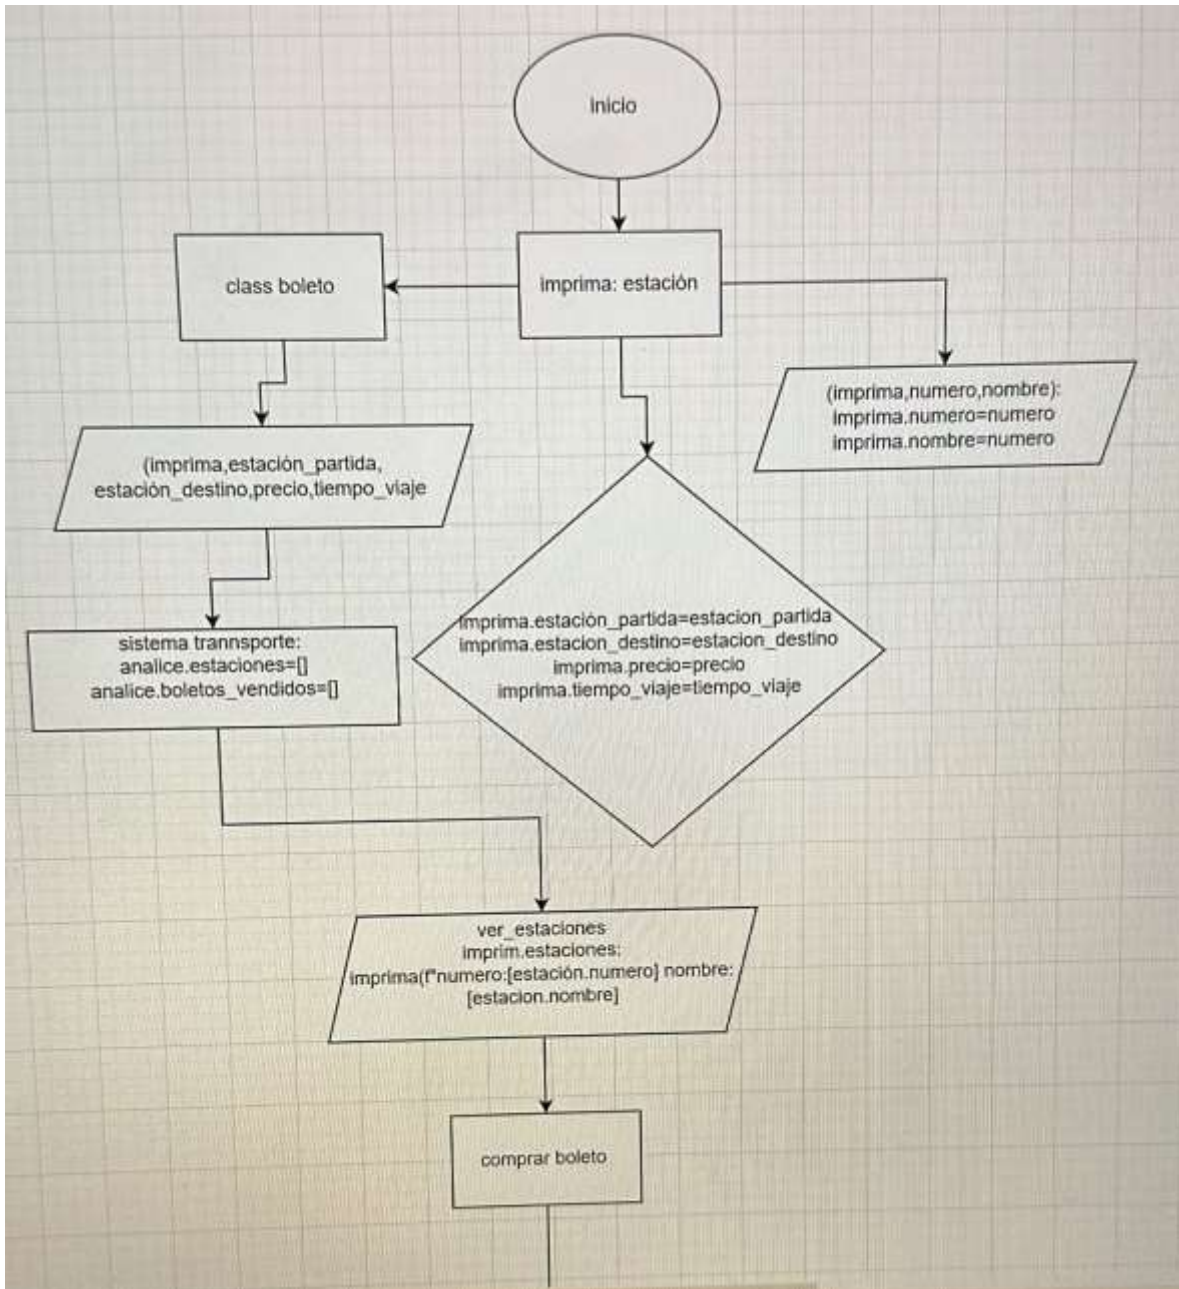 inicio
class boleto
imprima: estación
(imprima,numero,nombre):
imprima.numero=numero
imprima.nombre=numero
(imprima,estación_partida,
estación_destino,precio,tiempo_viaje
imprima.estación_partida=estacion_partida
imprima.estacion_destino=estacion_destino
imprima.precio=precio
imprima.tiempo_viaje=tiempo_viaje
sistema trannsporte:
analice.estaciones=[]
analice.boletos_vendidos=[]
ver_estaciones
imprim.estaciones:
imprima(f"numero:[estación.numero] nombre:
[estacion.nombre]
comprar boleto